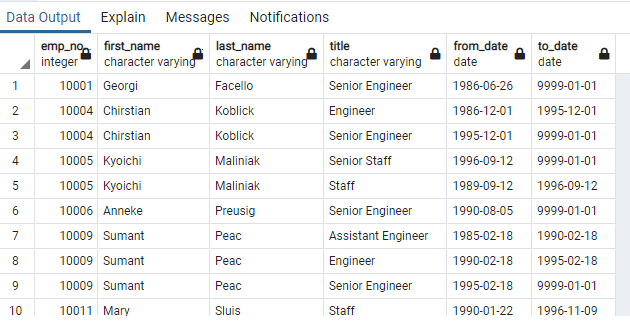 Data Output Explain Messages Notifications
emp_no first_name last_name title from_date to_date
integer character varying character varying character varying date date
1 10001 Georgi Facello Senior Engineer 1986-06-26 9999-01-01
2 10004 Chirstian Koblick Engineer 1986-12-01 1995-12-01
3 10004 Chirstian Koblick Senior Engineer 1995-12-01 9999-01-01
4 10005 Kyoichi Maliniak Senior Staff 1996-09-12 9999-01-01
5 10005 Kyoichi Maliniak Staff 1989-09-12 1996-09-12
6 10006 Anneke Preusig Senior Engineer 1990-08-05 9999-01-01
7 10009 Sumant Peac Assistant Engineer 1985-02-18 1990-02-18
8 10009 Sumant Peac Engineer 1990-02-18 1995-02-18
9 10009 Sumant Peac Senior Engineer 1995-02-18 9999-01-01
10 10011 Mary Sluis Staff 1990-01-22 1996-11-09